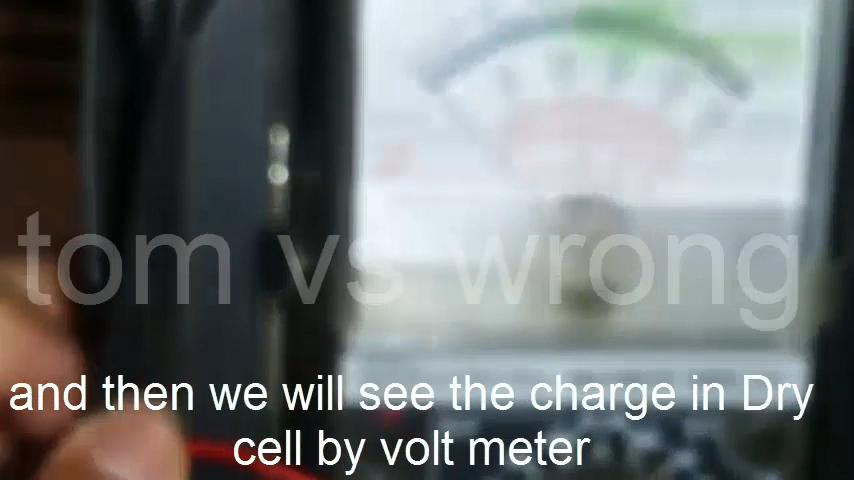 tom vs wrong
and then we will see the charge in Dry
cell by volt meter